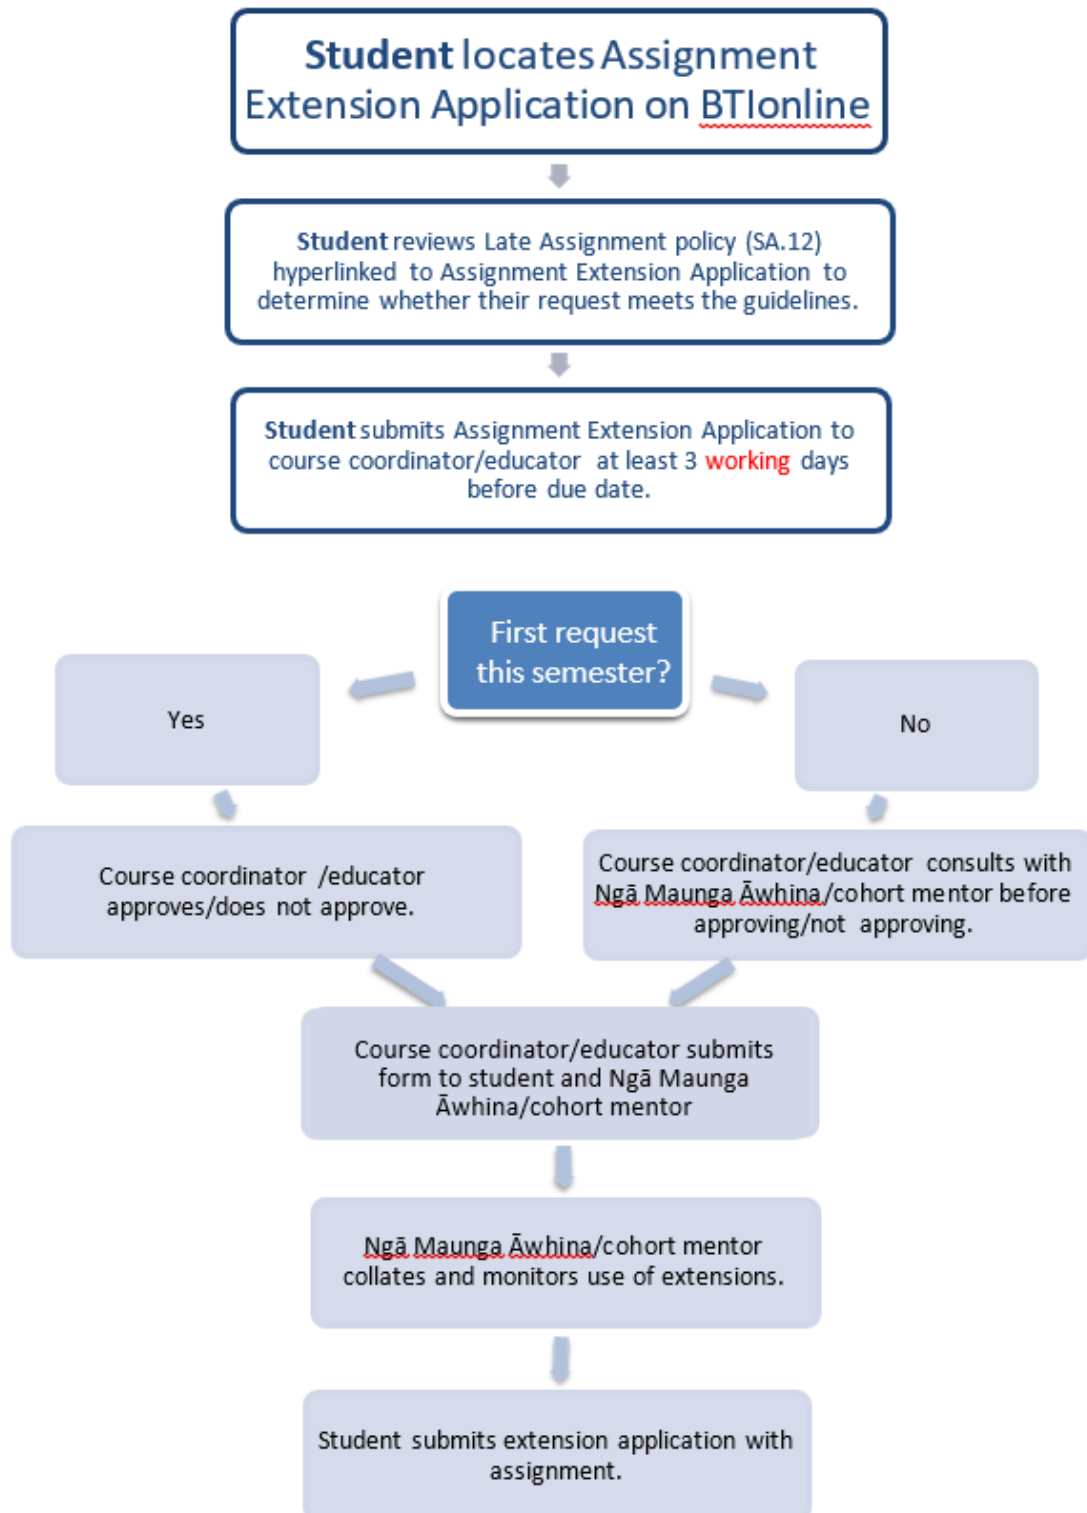 Student locates Assignment
Extension Application on BTIonline
Student reviews Late Assignment policy (SA.12)
hyperlinked to Assignment Extension Application to
determine whether their request meets the guidelines.
Student submits Assignment Extension Application to
course coordinator/educator at least 3 working days
before due date.
First request
this semester?
Yes
No
Course coordinator /educator
approves/does not approve.
Course coordinator/educator consults with
Ngā Maunga Āwhina/cohort mentor before
approving/not approving.
Course coordinator/educator submits
form to student and Ngā Maunga
Āwhina/cohort mentor
Ngā Maunga Āwhina/cohort mentor
collates and monitors use of extensions.
Student submits extension application with
assignment.